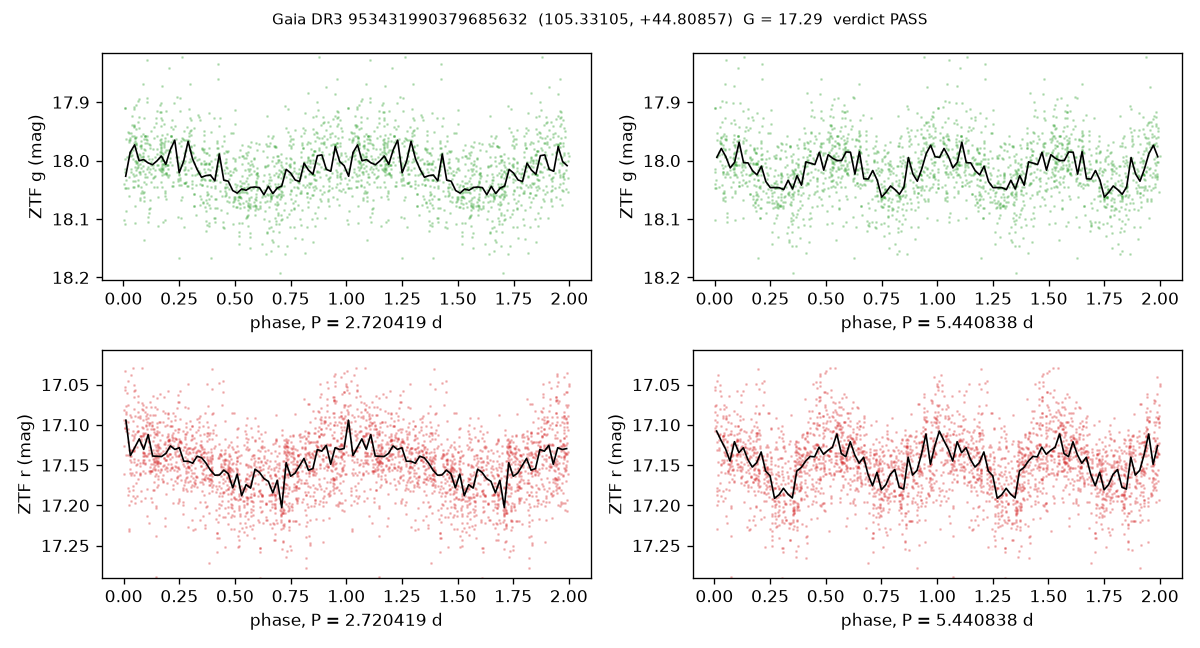 Gaia DR3 953431990379685632 (105.33105, +44.80857) G = 17.29 verdict PASS
ZTF g (mag)
17.9
18.0
18.1
18.2
0.00 0.25 0.50 0.75 1.00 1.25 1.50 1.75 2.00
phase, P = 2.720419 d
ZTF g (mag)
17.9
18.0
18.1
18.2
0.00 0.25 0.50 0.75 1.00 1.25 1.50 1.75 2.00
phase, P = 5.440838 d
ZTF r (mag)
17.05
17.10
17.15
17.20
17.25
0.00 0.25 0.50 0.75 1.00 1.25 1.50 1.75 2.00
phase, P = 2.720419 d
ZTF r (mag)
17.05
17.10
17.15
17.20
17.25
0.00 0.25 0.50 0.75 1.00 1.25 1.50 1.75 2.00
phase, P = 5.440838 d